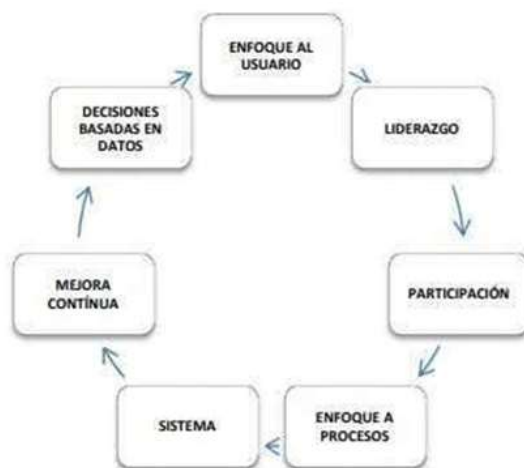 ENFOQUE AL
USUARIO
LIDERAZGO
PARTICIPACIÓN
ENFOQUE A
PROCESOS
SISTEMA
MEJORA
CONTÍNUA
DECISIONES
BASADAS EN
DATOS